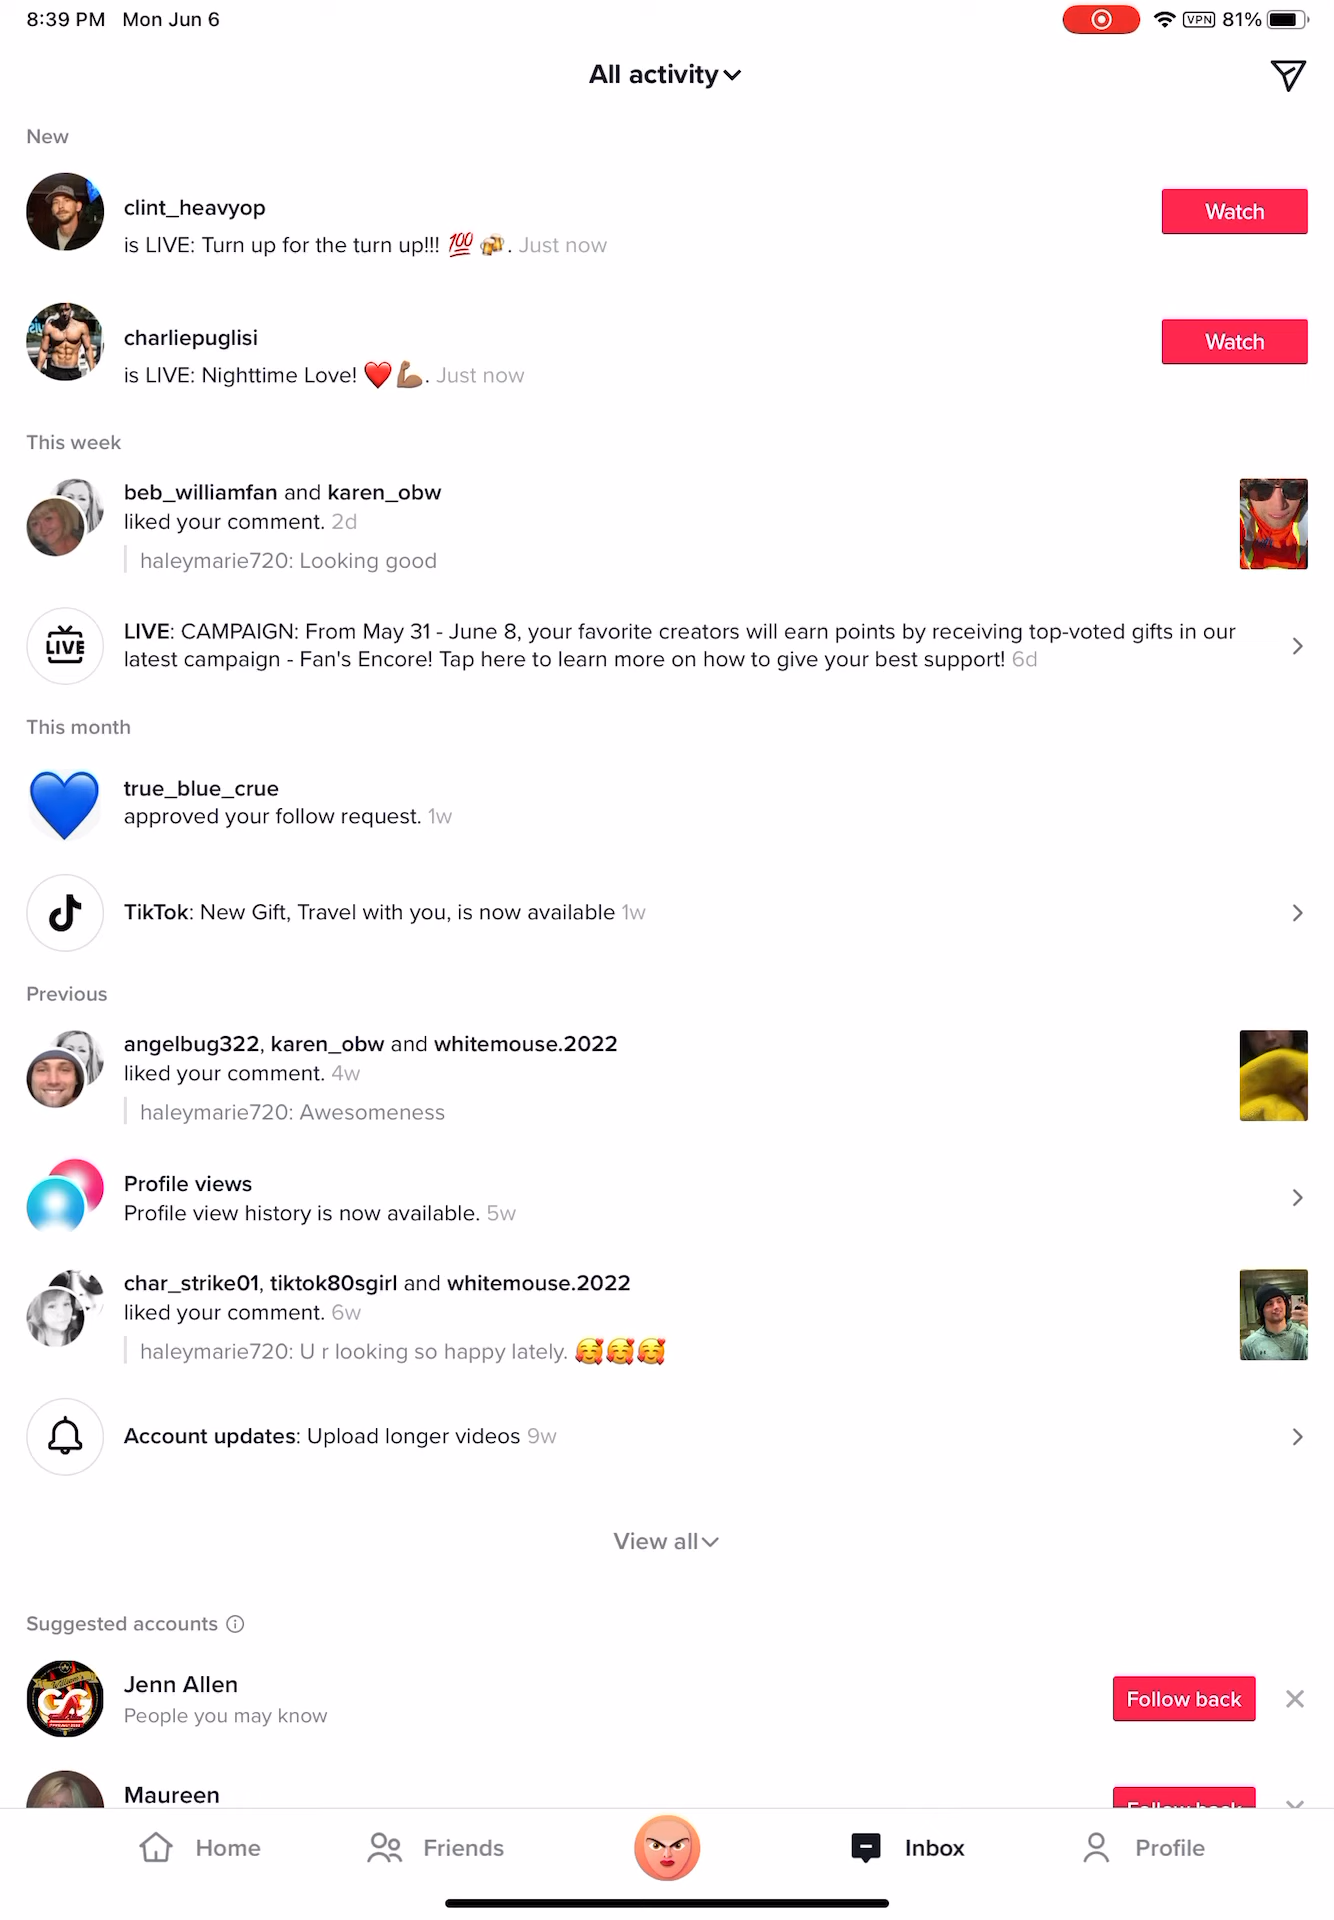 8:39 PM Mon Jun 6
VPN 81%
All activity
New
clint_heavyop
is LIVE: Turn up for the turn up!!! 💯 🍻. Just now
Watch
charliepuglisi
is LIVE: Nighttime Love! ❤️💪🏽. Just now
Watch
This week
beb_williamfan and karen_obw
liked your comment. 2d
haleymarie720: Looking good
LIVE
LIVE: CAMPAIGN: From May 31 - June 8, your favorite creators will earn points by receiving top-voted gifts in our
latest campaign - Fan's Encore! Tap here to learn more on how to give your best support! 6d
This month
true_blue_crue
approved your follow request. 1w
TikTok: New Gift, Travel with you, is now available 1w
Previous
angelbug322, karen_obw and whitemouse.2022
liked your comment. 4w
haleymarie720: Awesomeness
Profile views
Profile view history is now available. 5w
char_strike01, tiktok80sgirl and whitemouse.2022
liked your comment. 6w
haleymarie720: U r looking so happy lately. 🥰🥰🥰
Account updates: Upload longer videos 9w
View all
Suggested accounts
Jenn Allen
People you may know
Follow back
Maureen
Follow back
Home Friends Inbox Profile